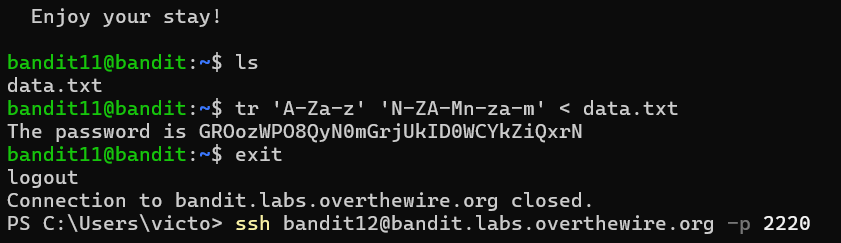 Enjoy your stay!
bandit11@bandit:~$ ls
data.txt
bandit11@bandit:~$ tr 'A-Za-z' 'N-ZA-Mn-za-m' < data.txt
The password is GROozWPO8QyN0mGrjUkID0WCYkZiQxrN
bandit11@bandit:~$ exit
logout
Connection to bandit.labs.overthewire.org closed.
PS C:\Users\victo> ssh bandit12@bandit.labs.overthewire.org -p 2220